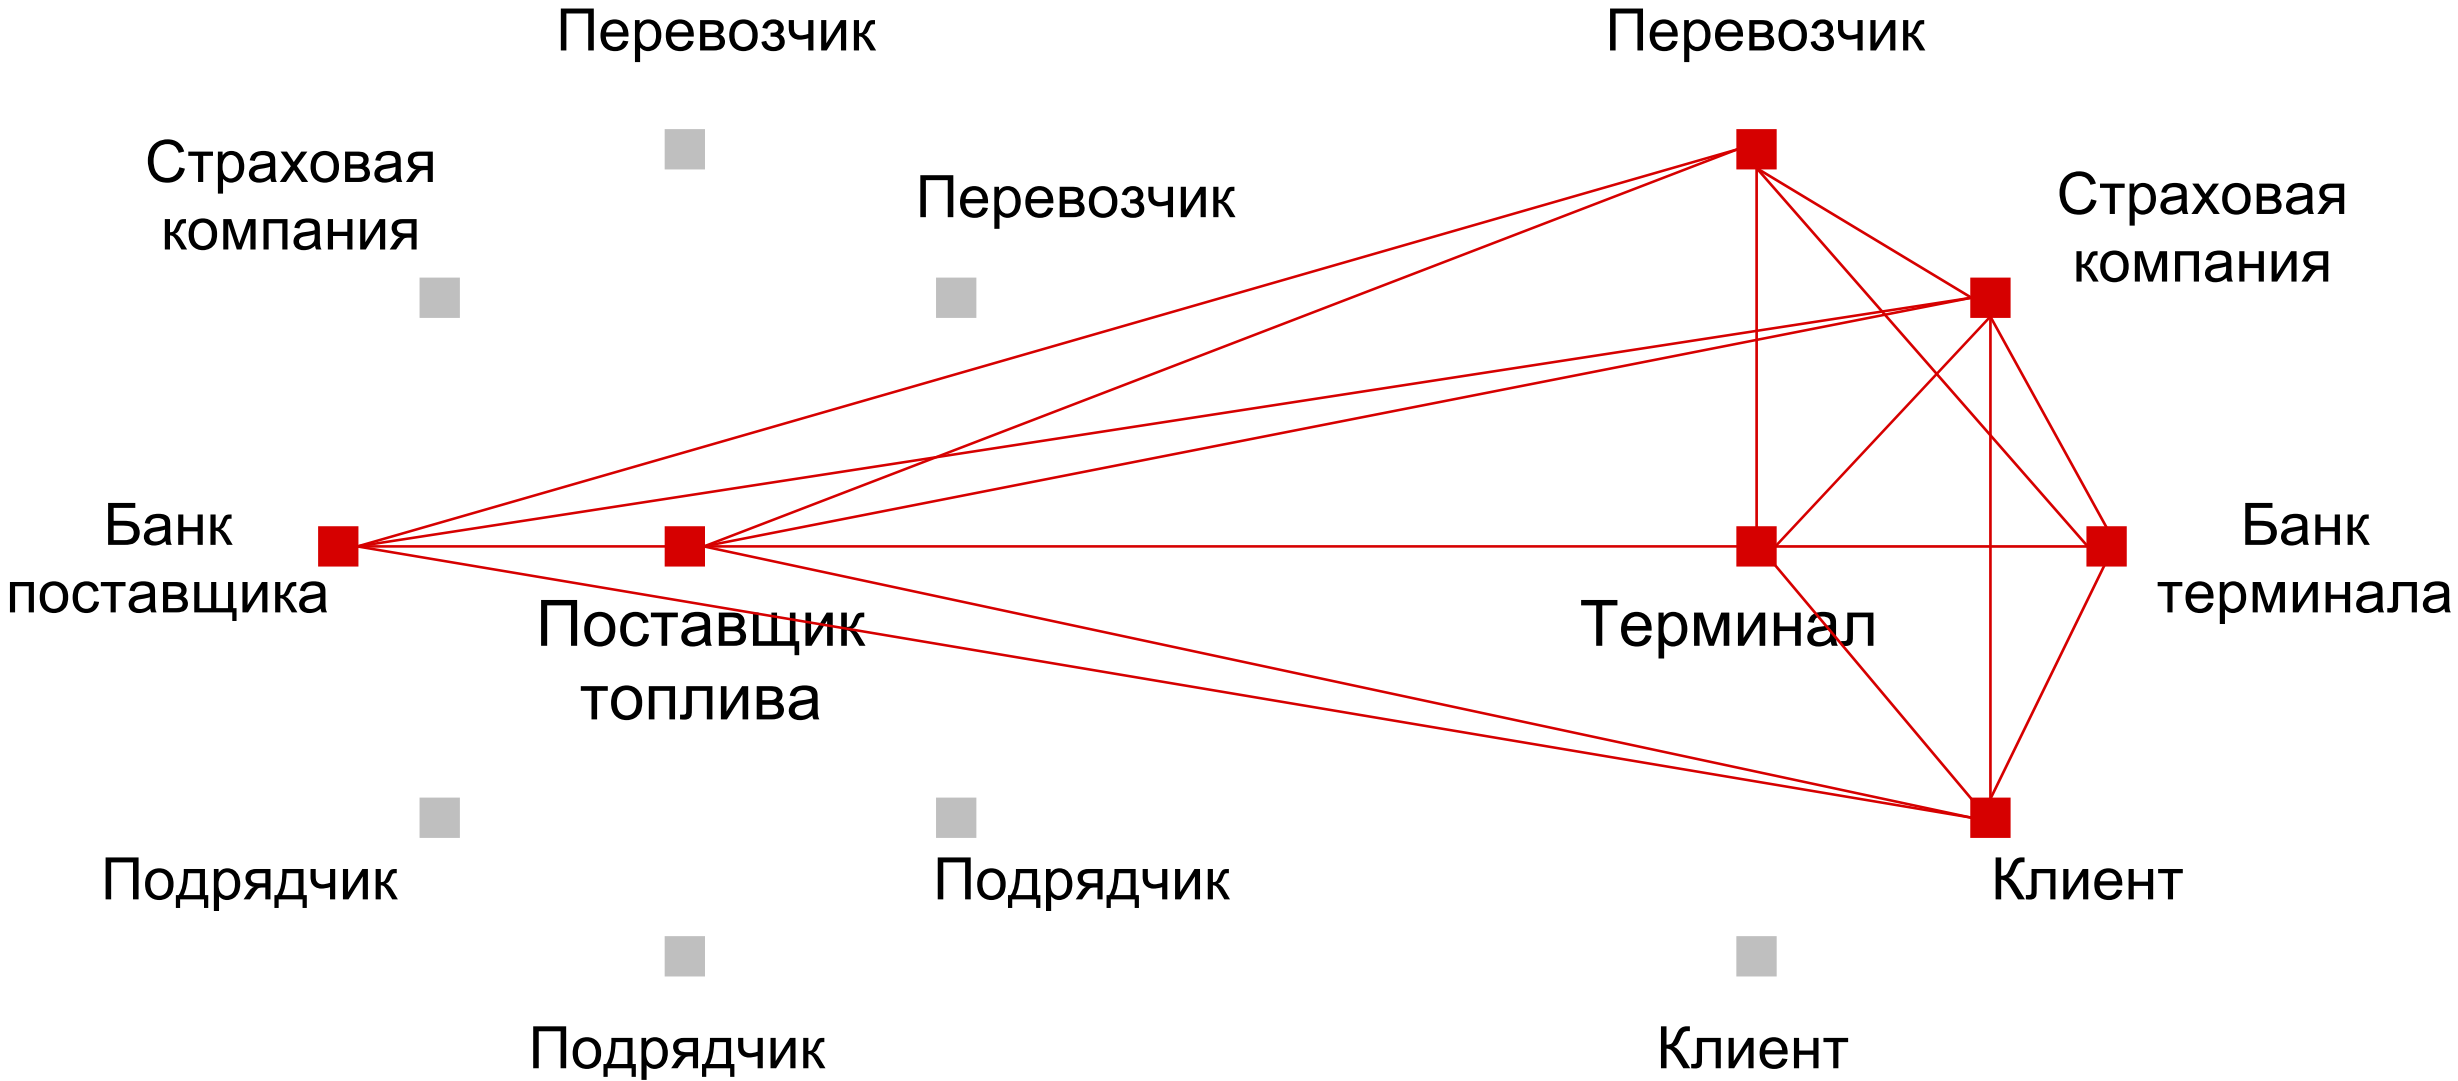 Перевозчик
Перевозчик
Страховая
компания
Перевозчик
Страховая
компания
Банк
поставщика
Поставщик
топлива
Терминал
Банк
терминала
Подрядчик
Подрядчик
Клиент
Подрядчик
Клиент